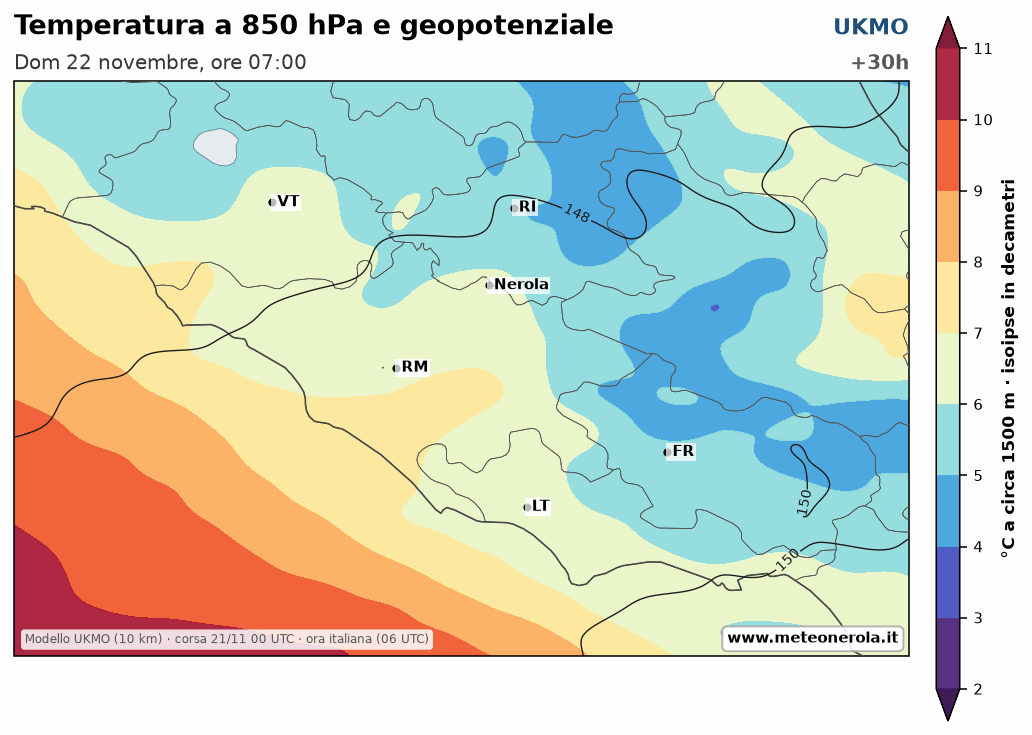 Temperatura a 850 hPa e geopotenziale
UKMO
Dom 22 novembre, ore 07:00
+30h
VT
RI
148
Nerola
RM
FR
LT
150
150
Modello UKMO (10 km) · corsa 21/11 00 UTC · ora italiana (06 UTC)
www.meteonerola.it
11
10
9
8
7
6
5
4
3
2
°C a circa 1500 m · isoipse in decametri